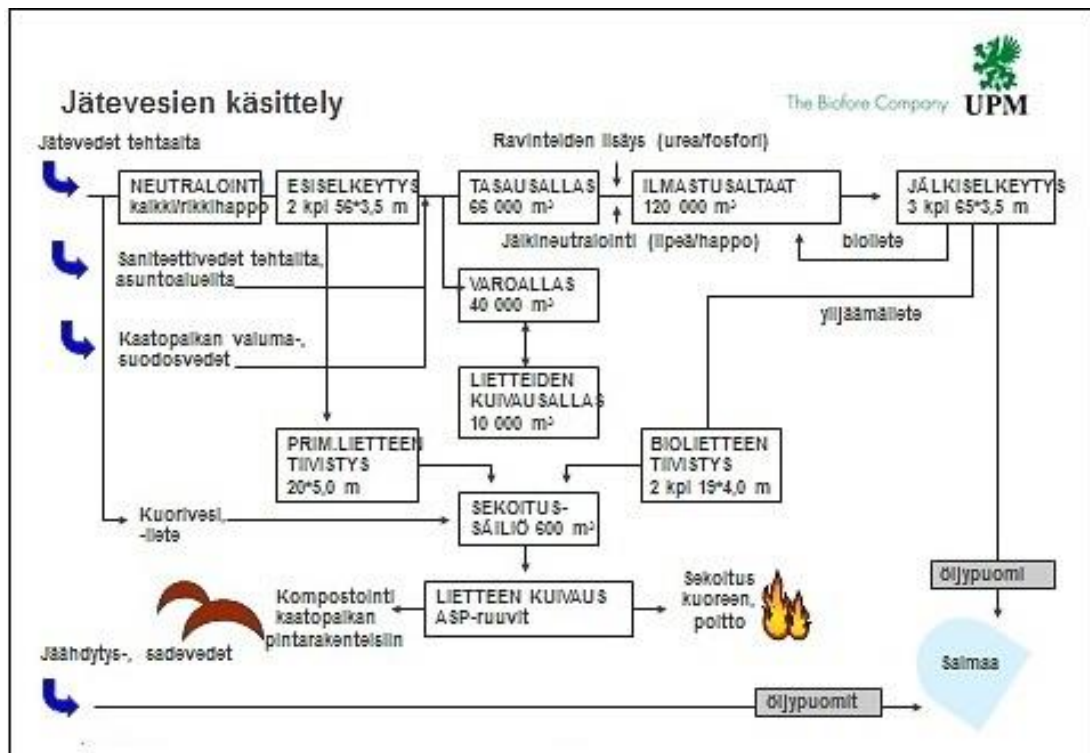 Jätevesien käsittely
The Biofore Company UPM
Jätevedet tehtaalta
Ravinteiden lisäys (urea/fosfori)
NEUTRALOINTI
kalkki/rikkihappo
ESISELKEYTYS
2 kpl 56*3,5 m
TASAUSALLAS
66 000 m³
ILMASTUSALTAAT
120 000 m³
JÄLKISELKEYTYS
3 kpl 65*3,5 m
Jälkineutralointi (lipeä/happo)
bioliete
Saniteettivedet tehtailta,
asuntoalueilta
VAROALLAS
40 000 m³
ylijäämäliete
Kaatopaikan valuma-,
suodosvedet
LIETTEIDEN
KUIVAUSALLAS
10 000 m³
PRIM.LIETTEEN
TIIVISTYS
20*5,0 m
BIOLIETTEEN
TIIVISTYS
2 kpl 19*4,0 m
Kuorivesi,
-liete
SEKOITUS-
SÄILIÖ 600 m³
öljypuomi
Kompostointi
kaatopaikan
pintarakenteisiin
LIETTEEN KUIVAUS
ASP-ruuvit
Sekoitus
kuoreen,
poltto
Jäähdytys-, sadevedet
Saimaa
öljypuomit